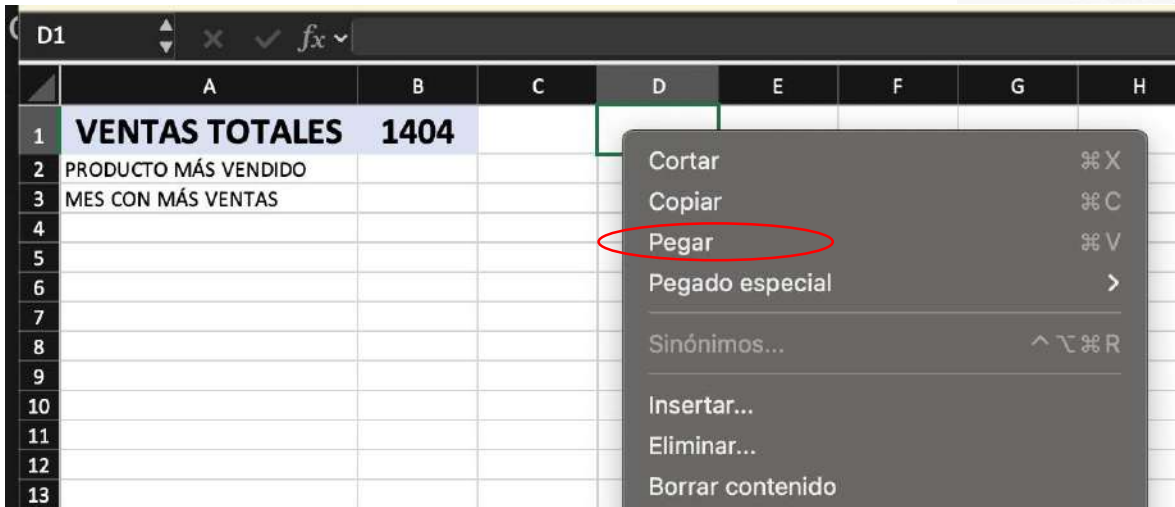 D1 fx
A B C D E F G H
1 VENTAS TOTALES 1404
2 PRODUCTO MÁS VENDIDO
3 MES CON MÁS VENTAS
4
5
6
7
8
9
10
11
12
13
Cortar ⌘X
Copiar ⌘C
Pegar ⌘V
Pegado especial >
Sinónimos... ^⌥⌘R
Insertar...
Eliminar...
Borrar contenido